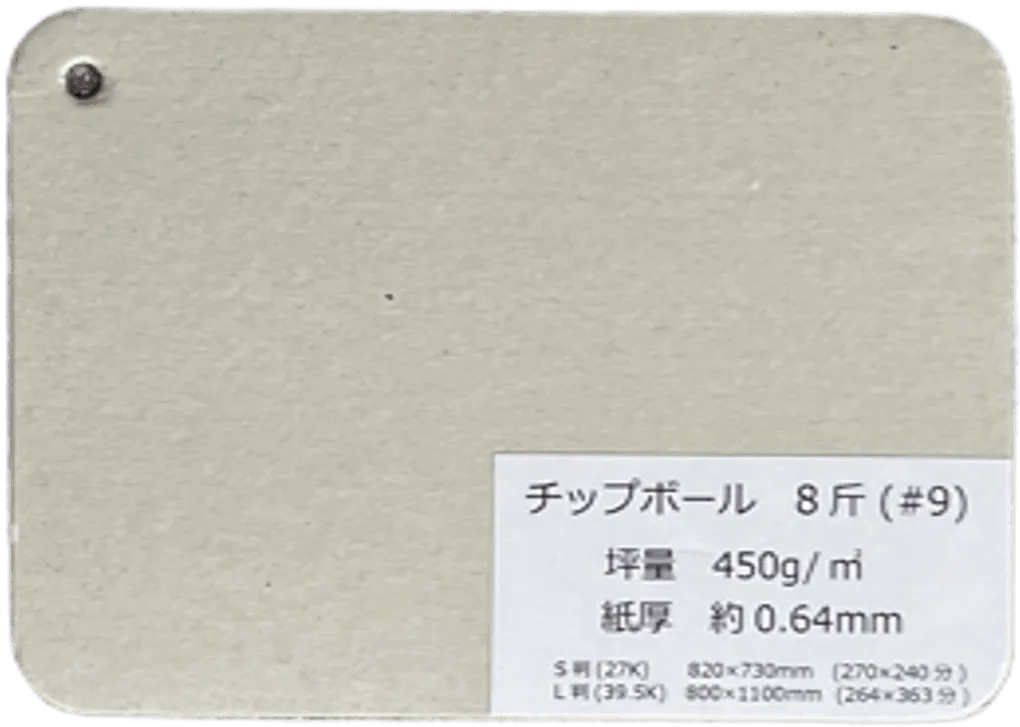 チップボール 8斤(#9)
坪量 450g/㎡
紙厚 約0.64mm
S判(27K) 820×730mm (270×240分)
L判(39.5K) 800×1100mm (264×363分)